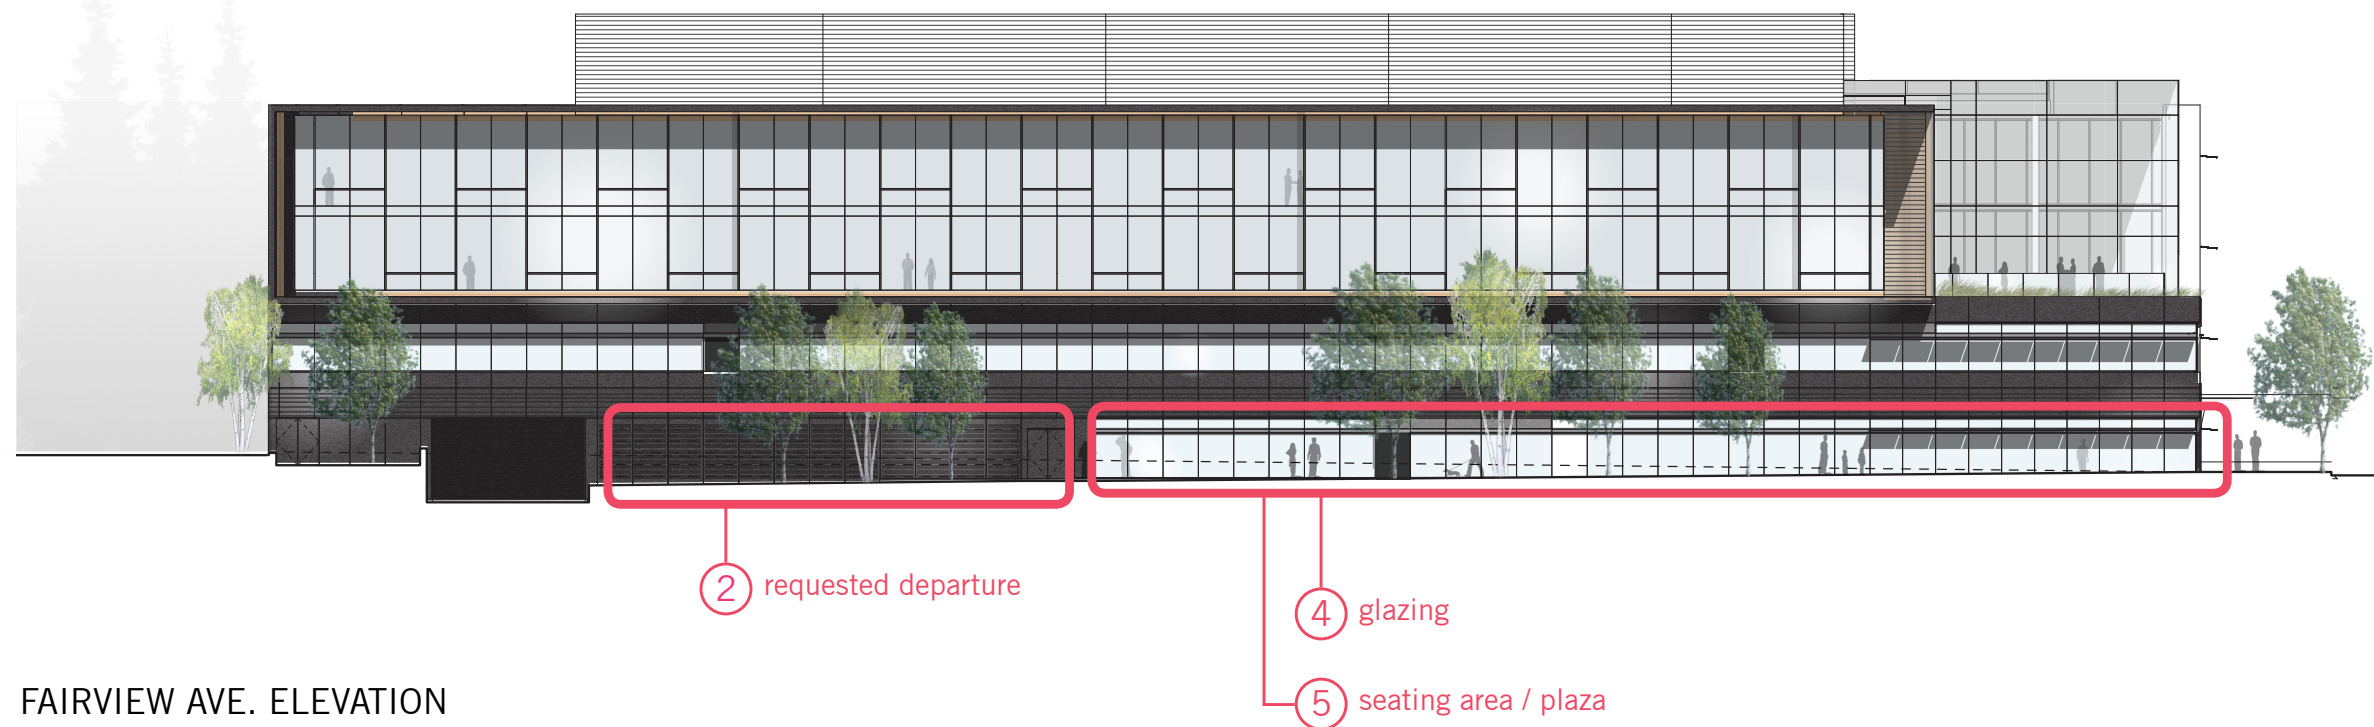 2 requested departure
4 glazing
5 seating area / plaza
FAIRVIEW AVE. ELEVATION